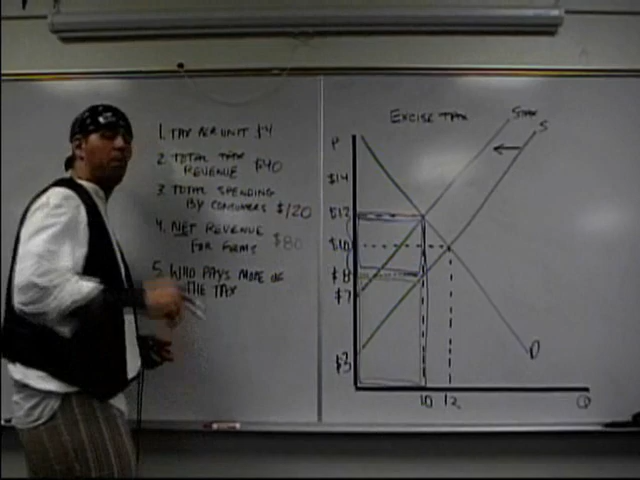 1. TAX PER UNIT $4
2. TOTAL TAX
REVENUE $40
3. TOTAL SPENDING
BY CONSUMERS $120
4. NET REVENUE
FOR FIRMS $80
5. WHO PAYS MORE OF
THE TAX
EXCISE TAX
S TAX
S
P
$14
$12
$10
$8
$7
$3
D
10 12 Q